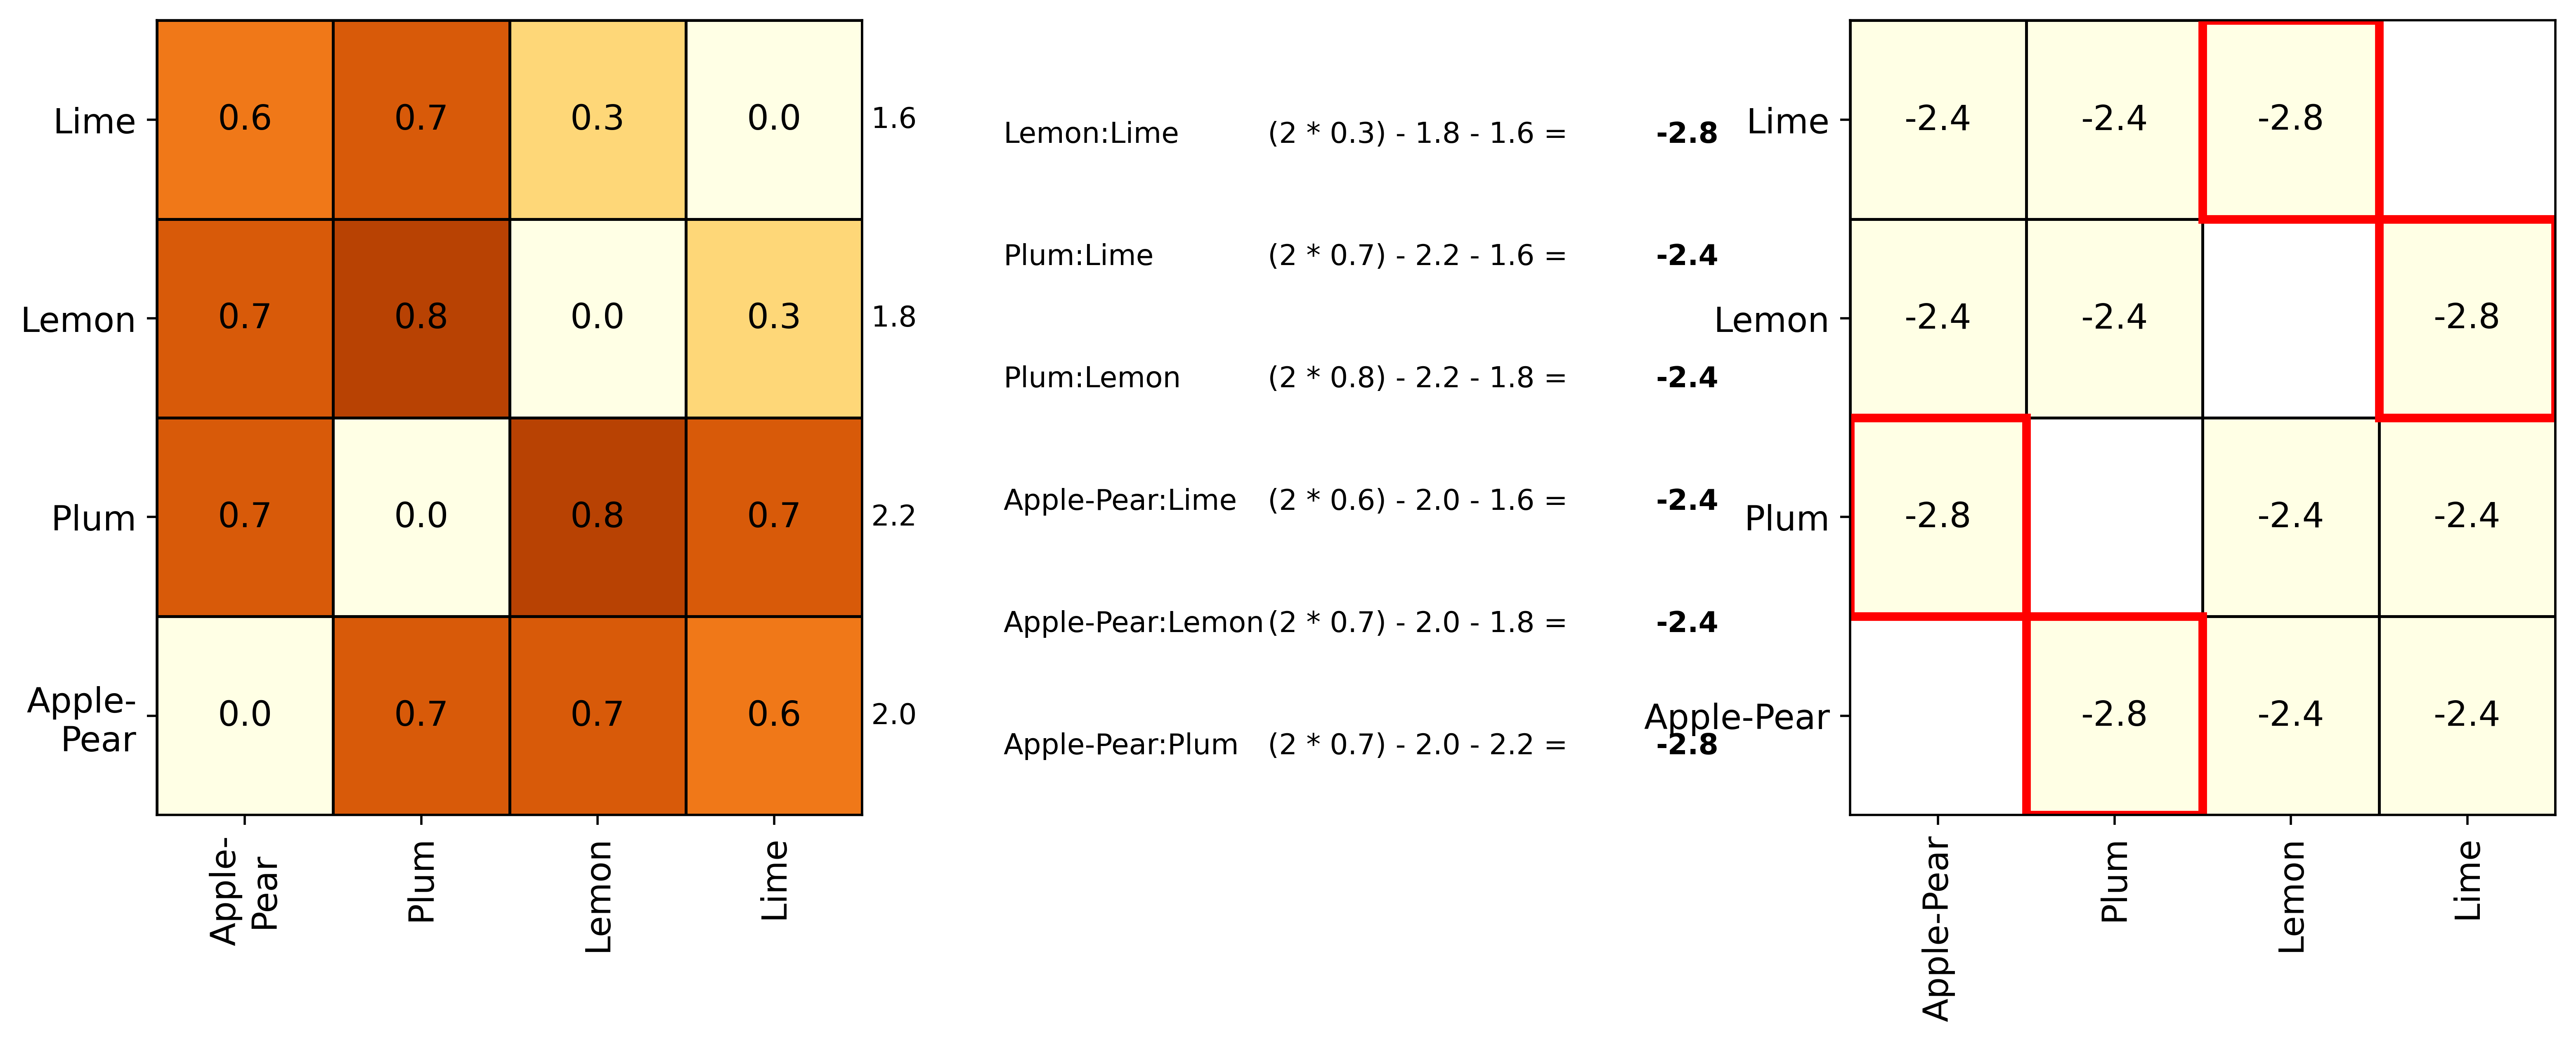 Lime 0.6 0.7 0.3 0.0 1.6
Lemon 0.7 0.8 0.0 0.3 1.8
Plum 0.7 0.0 0.8 0.7 2.2
Apple-
Pear 0.0 0.7 0.7 0.6 2.0
Apple-
Pear
Plum
Lemon
Lime
Lemon:Lime (2 * 0.3) - 1.8 - 1.6 = -2.8
Plum:Lime (2 * 0.7) - 2.2 - 1.6 = -2.4
Plum:Lemon (2 * 0.8) - 2.2 - 1.8 = -2.4
Apple-Pear:Lime (2 * 0.6) - 2.0 - 1.6 = -2.4
Apple-Pear:Lemon (2 * 0.7) - 2.0 - 1.8 = -2.4
Apple-Pear:Plum (2 * 0.7) - 2.0 - 2.2 = -2.8
Lime -2.4 -2.4 -2.8
Lemon -2.4 -2.4 -2.8
Plum -2.8 -2.4 -2.4
Apple-Pear -2.8 -2.4 -2.4
Apple-Pear
Plum
Lemon
Lime